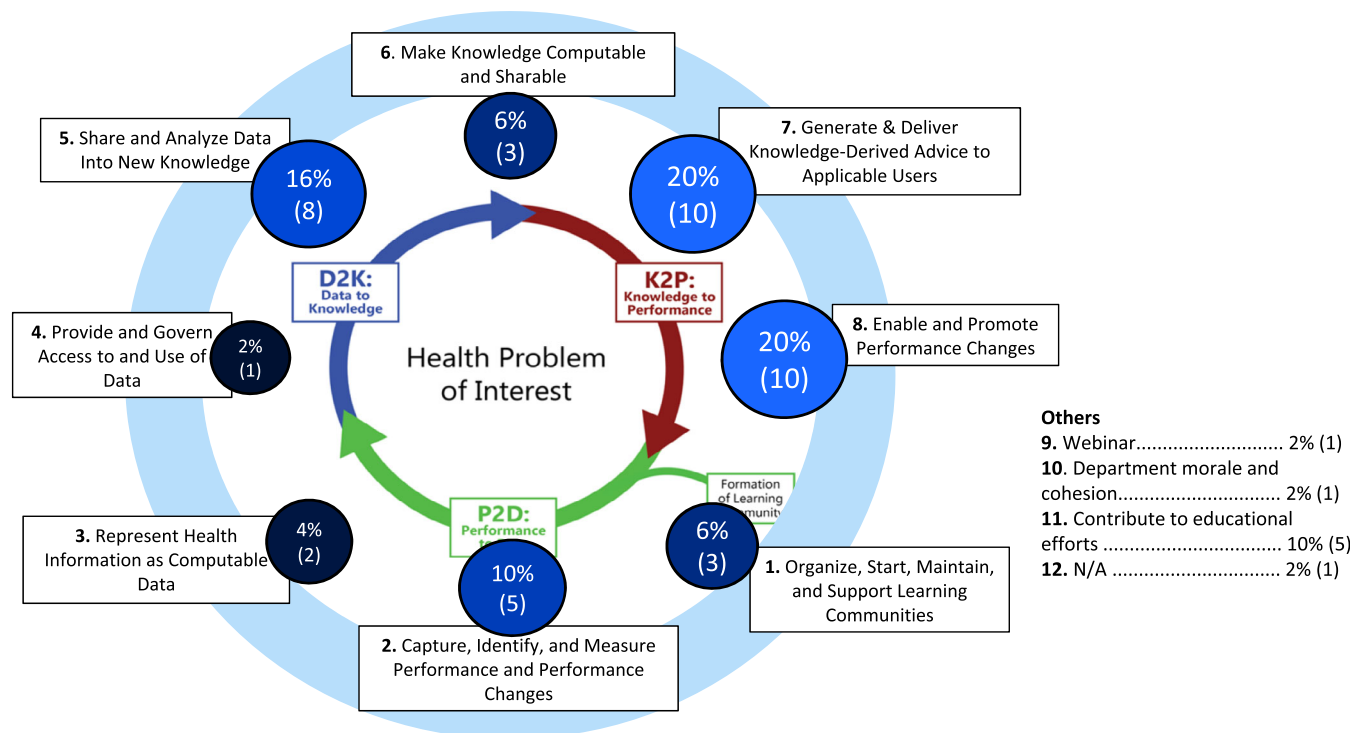 6. Make Knowledge Computable
and Sharable
6%
(3)
5. Share and Analyze Data
Into New Knowledge
16%
(8)
7. Generate & Deliver
Knowledge-Derived Advice to
Applicable Users
20%
(10)
D2K:
Data to
Knowledge
K2P:
Knowledge to
Performance
4. Provide and Govern
Access to and Use of
Data
2%
(1)
Health Problem
of Interest
20%
(10)
8. Enable and Promote
Performance Changes
Others
9. Webinar............................ 2% (1)
10. Department morale and
cohesion............................... 2% (1)
11. Contribute to educational
efforts .................................. 10% (5)
12. N/A ................................ 2% (1)
Formation
of Learning
3. Represent Health
Information as Computable
Data
4%
(2)
P2D:
Performance
10%
(5)
6%
(3)
1. Organize, Start, Maintain,
and Support Learning
Communities
2. Capture, Identify, and Measure
Performance and Performance
Changes